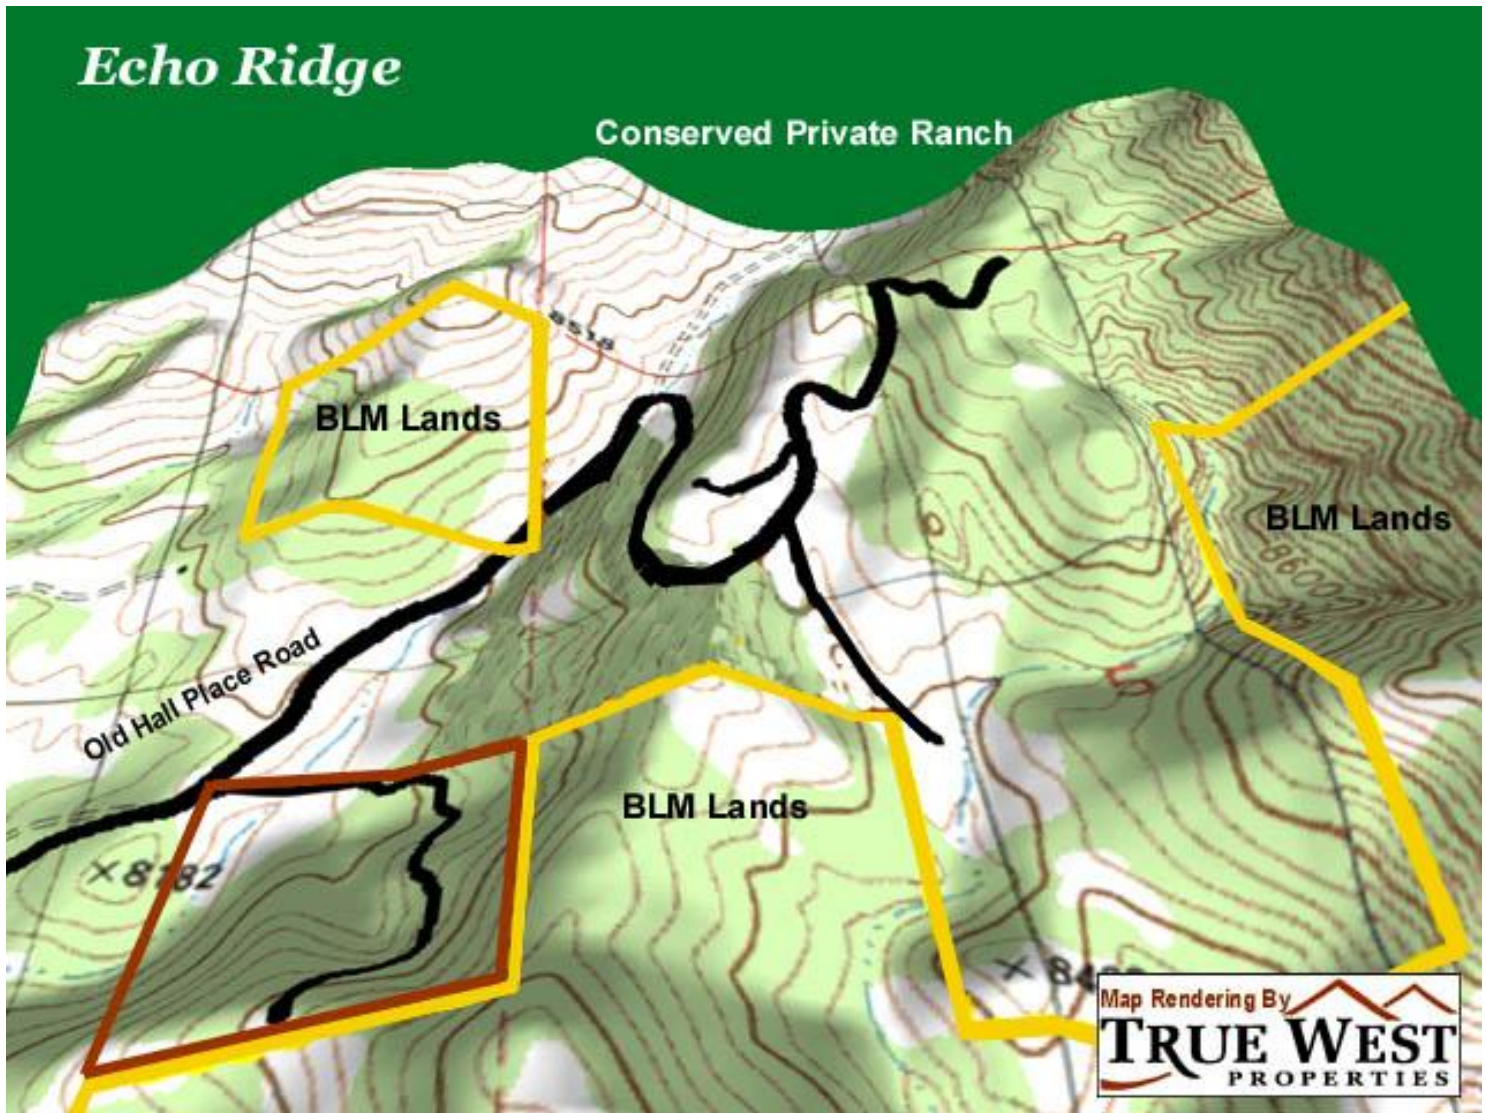 Echo Ridge
Conserved Private Ranch
8518
BLM Lands
BLM Lands
8600
Old Hall Place Road
BLM Lands
×8182
Map Rendering By
TRUE WEST
PROPERTIES